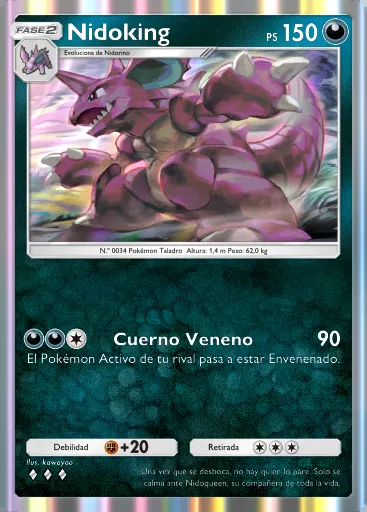 FASE 2
Nidoking
PS 150
Evoluciona de Nidorino
N.º 0034 Pokémon Taladro Altura: 1,4 m Peso: 62,0 kg
Cuerno Veneno 90
El Pokémon Activo de tu rival pasa a estar Envenenado.
Debilidad +20 Retirada
Ilus. kawayoo
Una vez que se desboca, no hay quien lo pare. Solo se
calma ante Nidoqueen, su compañera de toda la vida.